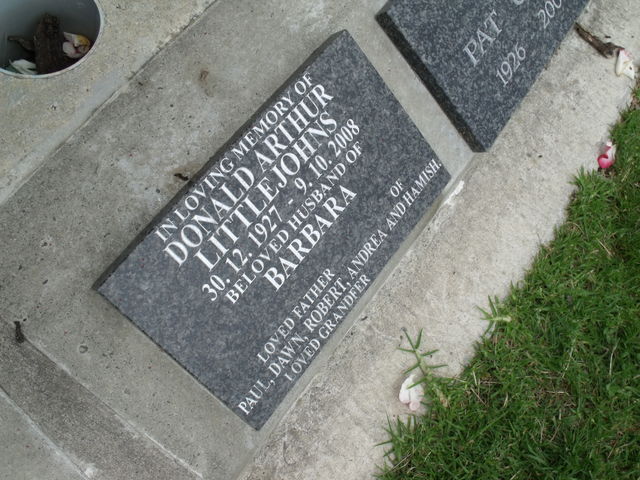 IN LOVING MEMORY OF
DONALD ARTHUR
LITTLEJOHNS
30. 12. 1927 - 9. 10. 2008
BELOVED HUSBAND OF
BARBARA
LOVED FATHER OF
PAUL, DAWN, ROBERT, ANDREA AND HAMISH.
LOVED GRANDFER
PAT
1926